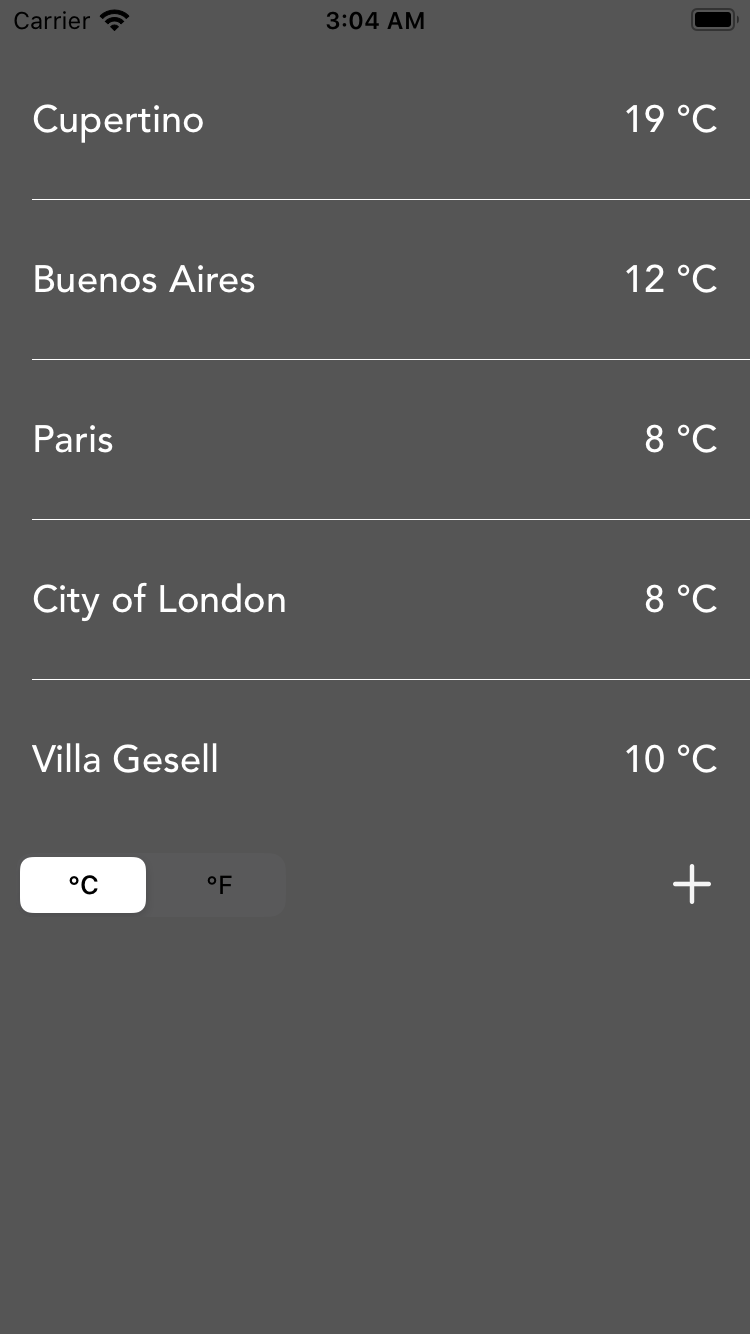 Carrier 3:04 AM
Cupertino 19 °C
Buenos Aires 12 °C
Paris 8 °C
City of London 8 °C
Villa Gesell 10 °C
°C °F